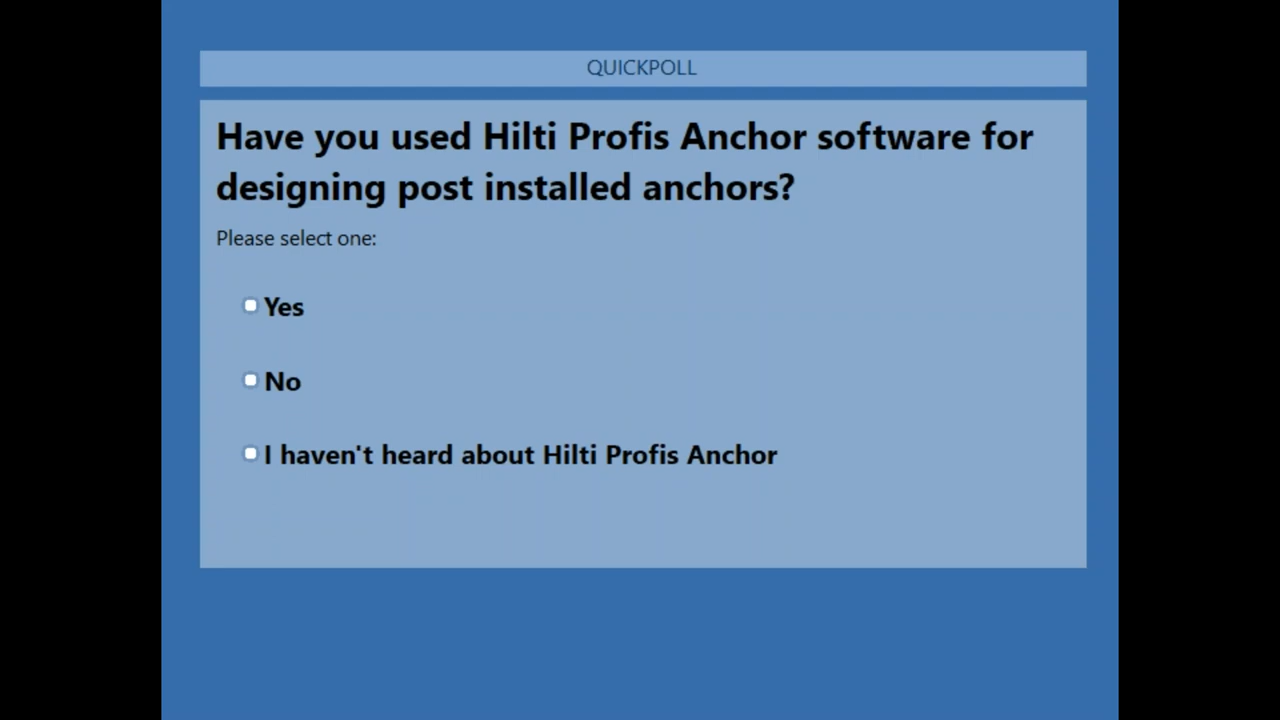 QUICKPOLL
Have you used Hilti Profis Anchor software for
designing post installed anchors?
Please select one:
Yes
No
I haven't heard about Hilti Profis Anchor